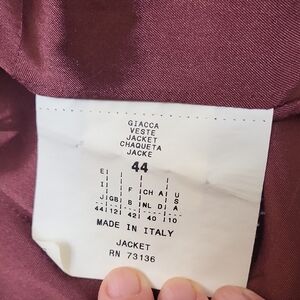 GIACCA
VESTE
JACKET
CHAQUETA
JACKE
44
E U
I F CH A S
J GB B NL D A
44 12 42 40 10
MADE IN ITALY
JACKET
RN 73136